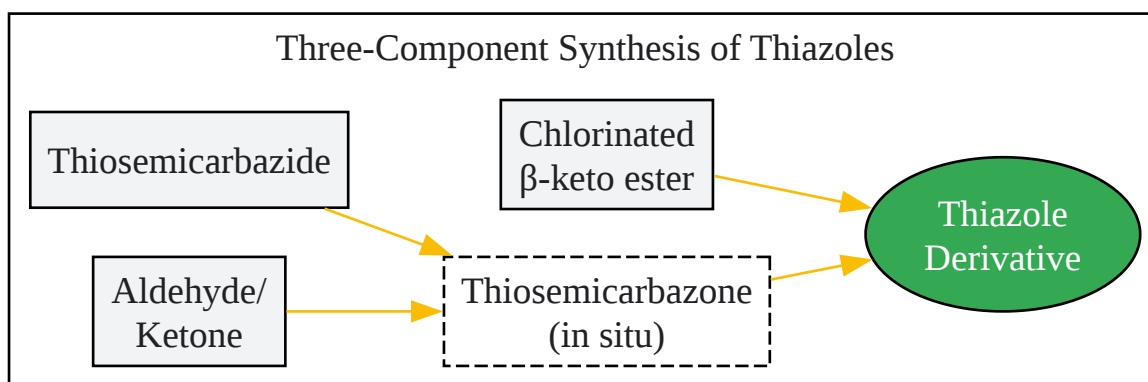 Three-Component Synthesis of Thiazoles
Thiosemicarbazide
Chlorinated
β-keto ester
Thiazole
Derivative
Aldehyde/
Ketone
Thiosemicarbazone
(in situ)